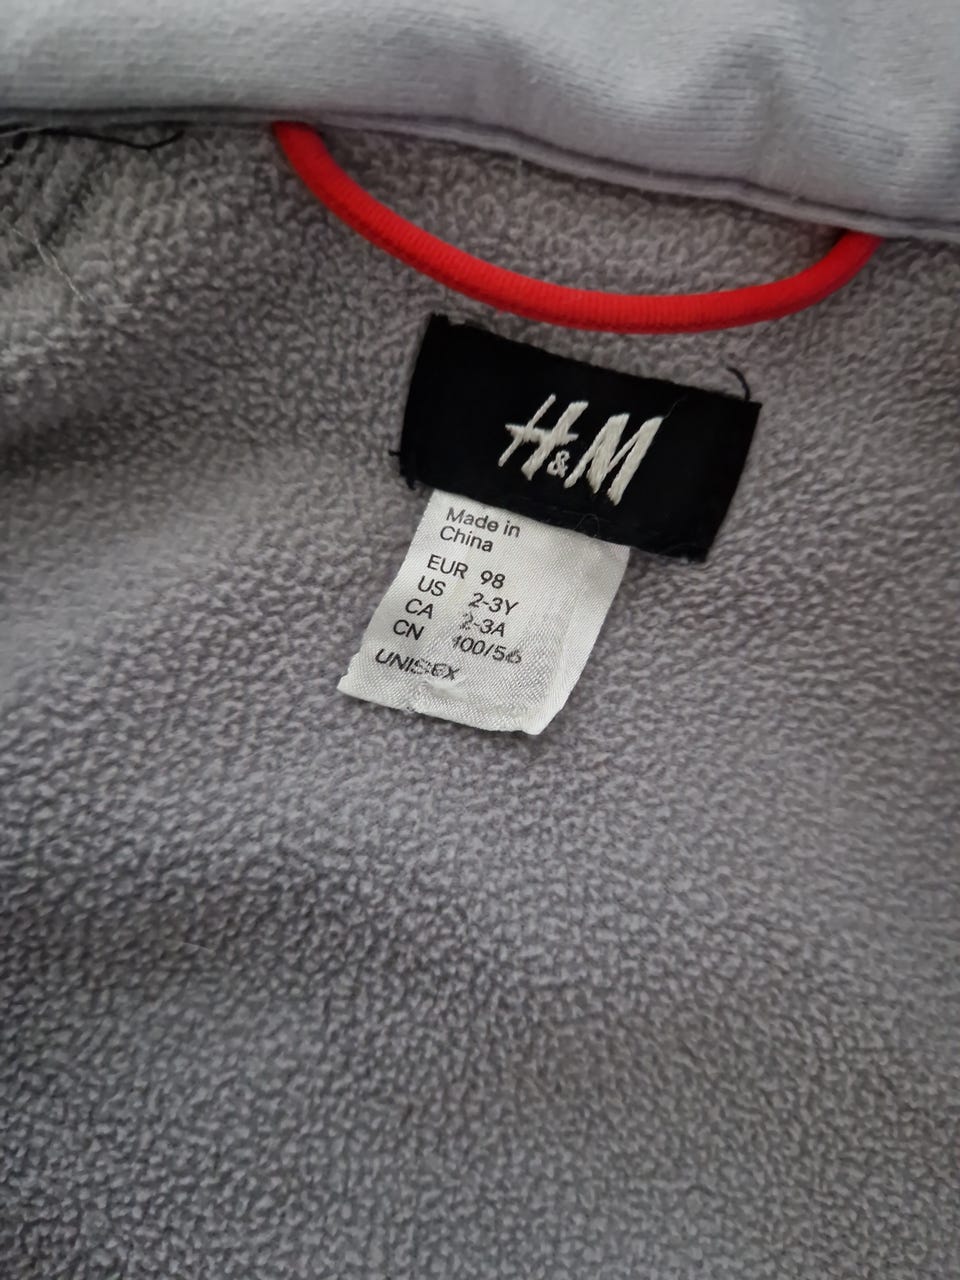 H&M
Made in
China
EUR 98
US 2-3Y
CA 2-3A
CN 100/56
UNISEX